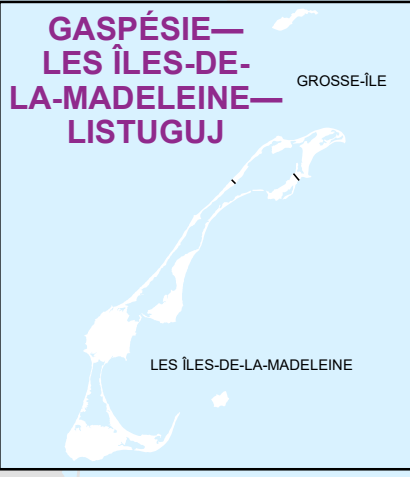 GASPÉSIE—
LES ÎLES-DE-
LA-MADELEINE—
LISTUGUJ
GROSSE-ÎLE
LES ÎLES-DE-LA-MADELEINE